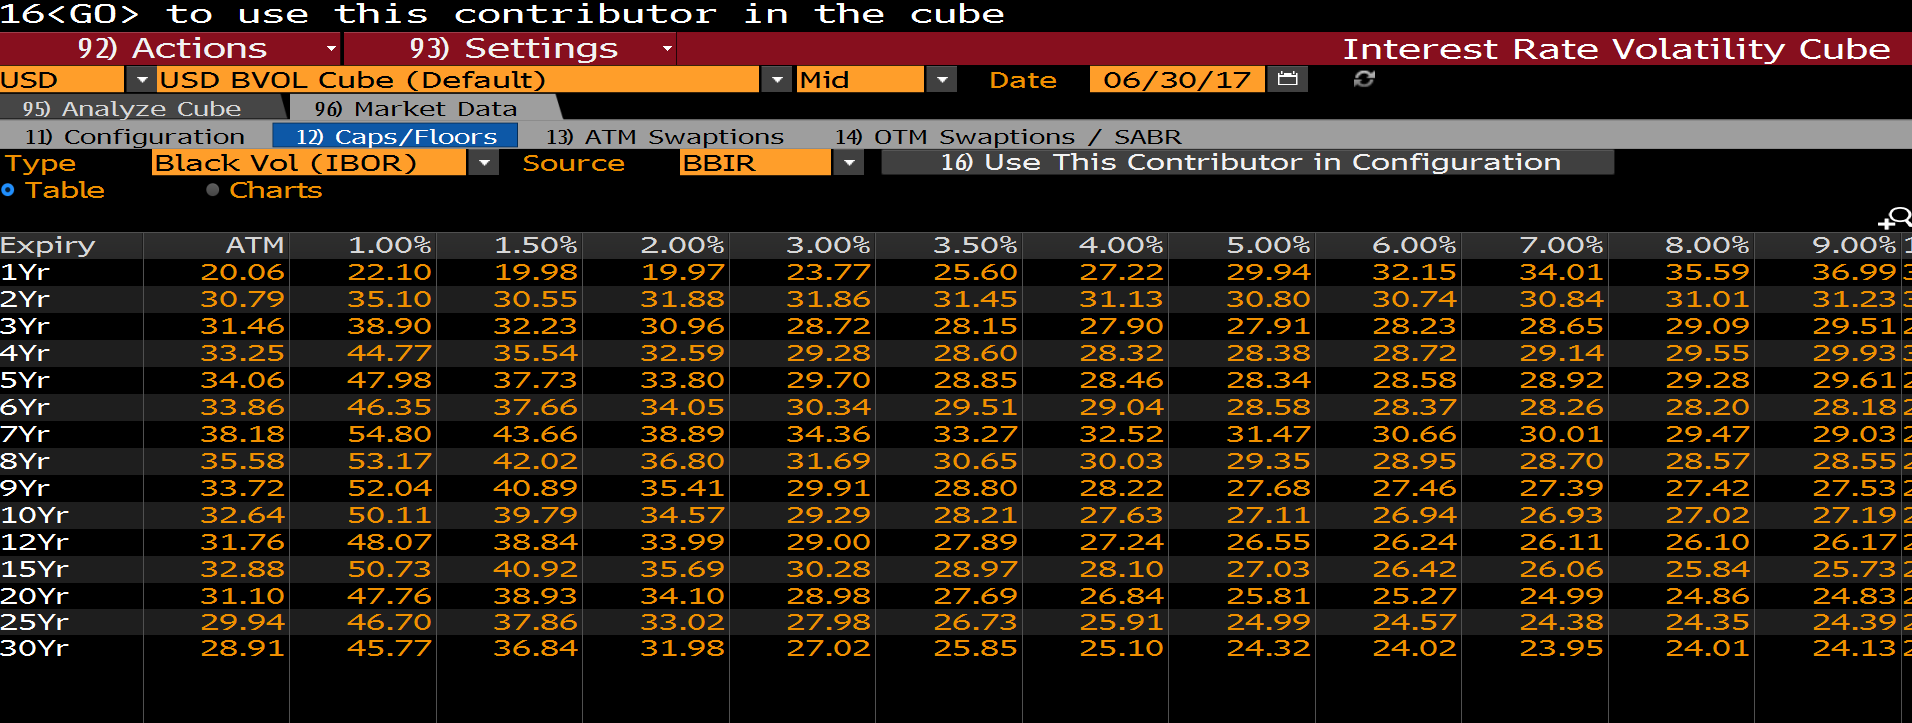 16<GO> to use this contributor in the cube
92) Actions 93) Settings Interest Rate Volatility Cube
USD USD BVOL Cube (Default) Mid Date 06/30/17
95) Analyze Cube 96) Market Data
11) Configuration 12) Caps/Floors 13) ATM Swaptions 14) OTM Swaptions / SABR
Type Black Vol (IBOR) Source BBIR 16) Use This Contributor in Configuration
Table Charts
Expiry ATM 1.00% 1.50% 2.00% 3.00% 3.50% 4.00% 5.00% 6.00% 7.00% 8.00% 9.00%
1Yr 20.06 22.10 19.98 19.97 23.77 25.60 27.22 29.94 32.15 34.01 35.59 36.99
2Yr 30.79 35.10 30.55 31.88 31.86 31.45 31.13 30.80 30.74 30.84 31.01 31.23
3Yr 31.46 38.90 32.23 30.96 28.72 28.15 27.90 27.91 28.23 28.65 29.09 29.51
4Yr 33.25 44.77 35.54 32.59 29.28 28.60 28.32 28.38 28.72 29.14 29.55 29.93
5Yr 34.06 47.98 37.73 33.80 29.70 28.85 28.46 28.34 28.58 28.92 29.28 29.61
6Yr 33.86 46.35 37.66 34.05 30.34 29.51 29.04 28.58 28.37 28.26 28.20 28.18
7Yr 38.18 54.80 43.66 38.89 34.36 33.27 32.52 31.47 30.66 30.01 29.47 29.03
8Yr 35.58 53.17 42.02 36.80 31.69 30.65 30.03 29.35 28.95 28.70 28.57 28.55
9Yr 33.72 52.04 40.89 35.41 29.91 28.80 28.22 27.68 27.46 27.39 27.42 27.53
10Yr 32.64 50.11 39.79 34.57 29.29 28.21 27.63 27.11 26.94 26.93 27.02 27.19
12Yr 31.76 48.07 38.84 33.99 29.00 27.89 27.24 26.55 26.24 26.11 26.10 26.17
15Yr 32.88 50.73 40.92 35.69 30.28 28.97 28.10 27.03 26.42 26.06 25.84 25.73
20Yr 31.10 47.76 38.93 34.10 28.98 27.69 26.84 25.81 25.27 24.99 24.86 24.83
25Yr 29.94 46.70 37.86 33.02 27.98 26.73 25.91 24.99 24.57 24.38 24.35 24.39
30Yr 28.91 45.77 36.84 31.98 27.02 25.85 25.10 24.32 24.02 23.95 24.01 24.13